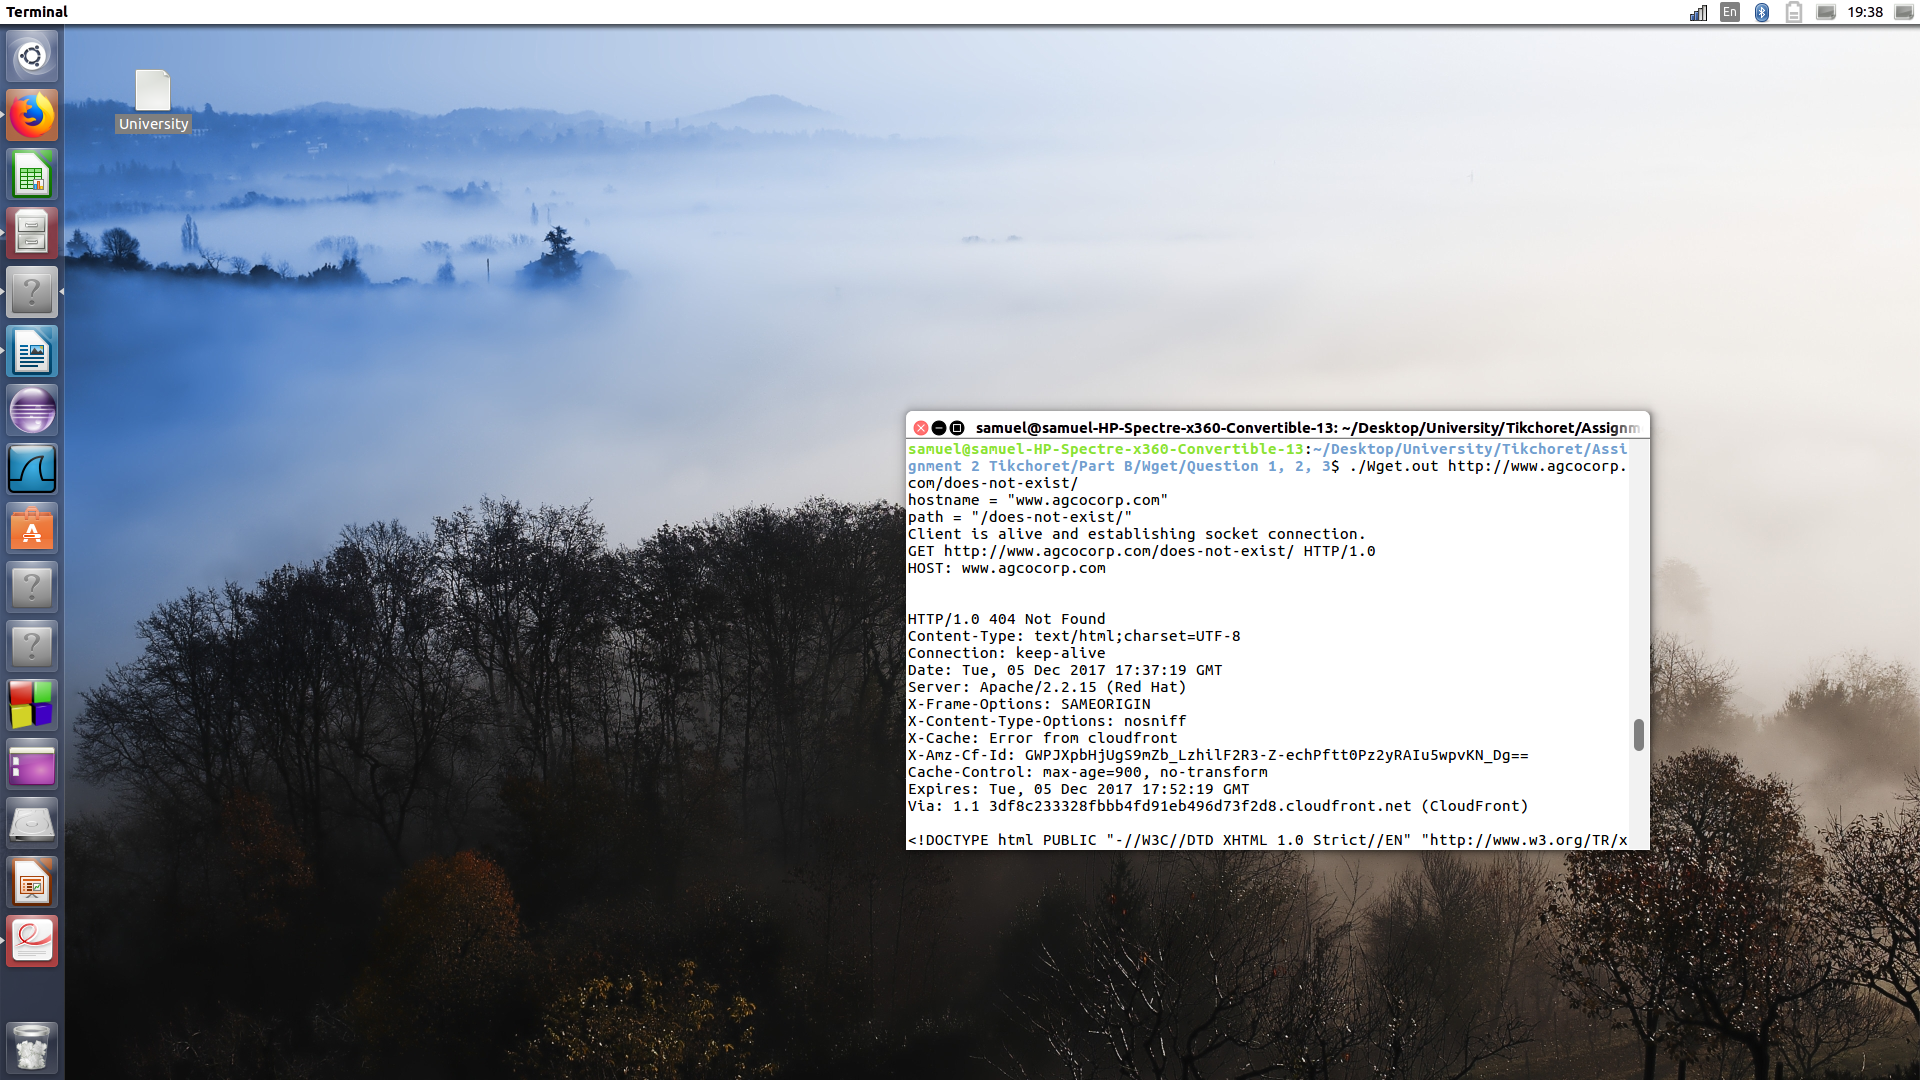 Terminal
En
19:38
University
samuel@samuel-HP-Spectre-x360-Convertible-13: ~/Desktop/University/Tikchoret/Assignm
samuel@samuel-HP-Spectre-x360-Convertible-13:~/Desktop/University/Tikchoret/Assi
gnment 2 Tikchoret/Part B/Wget/Question 1, 2, 3$ ./Wget.out http://www.agcocorp.
com/does-not-exist/
hostname = "www.agcocorp.com"
path = "/does-not-exist/"
Client is alive and establishing socket connection.
GET http://www.agcocorp.com/does-not-exist/ HTTP/1.0
HOST: www.agcocorp.com
HTTP/1.0 404 Not Found
Content-Type: text/html;charset=UTF-8
Connection: keep-alive
Date: Tue, 05 Dec 2017 17:37:19 GMT
Server: Apache/2.2.15 (Red Hat)
X-Frame-Options: SAMEORIGIN
X-Content-Type-Options: nosniff
X-Cache: Error from cloudfront
X-Amz-Cf-Id: GWPJXpbHjUgS9mZb_LzhilF2R3-Z-echPftt0Pz2yRAIu5wpvKN_Dg==
Cache-Control: max-age=900, no-transform
Expires: Tue, 05 Dec 2017 17:52:19 GMT
Via: 1.1 3df8c233328fbbb4fd91eb496d73f2d8.cloudfront.net (CloudFront)
<!DOCTYPE html PUBLIC "-//W3C//DTD XHTML 1.0 Strict//EN" "http://www.w3.org/TR/x